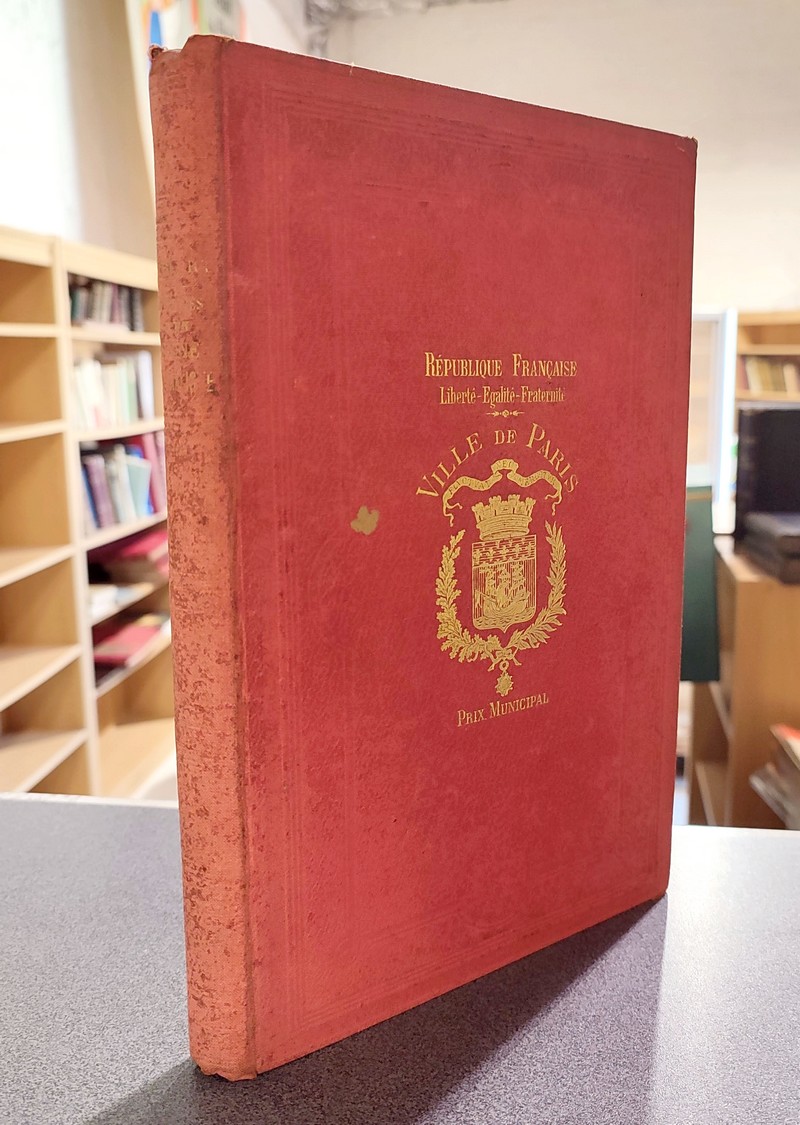 RÉPUBLIQUE FRANÇAISE
Liberté-Egalité-Fraternité
VILLE DE PARIS
PRIX MUNICIPAL